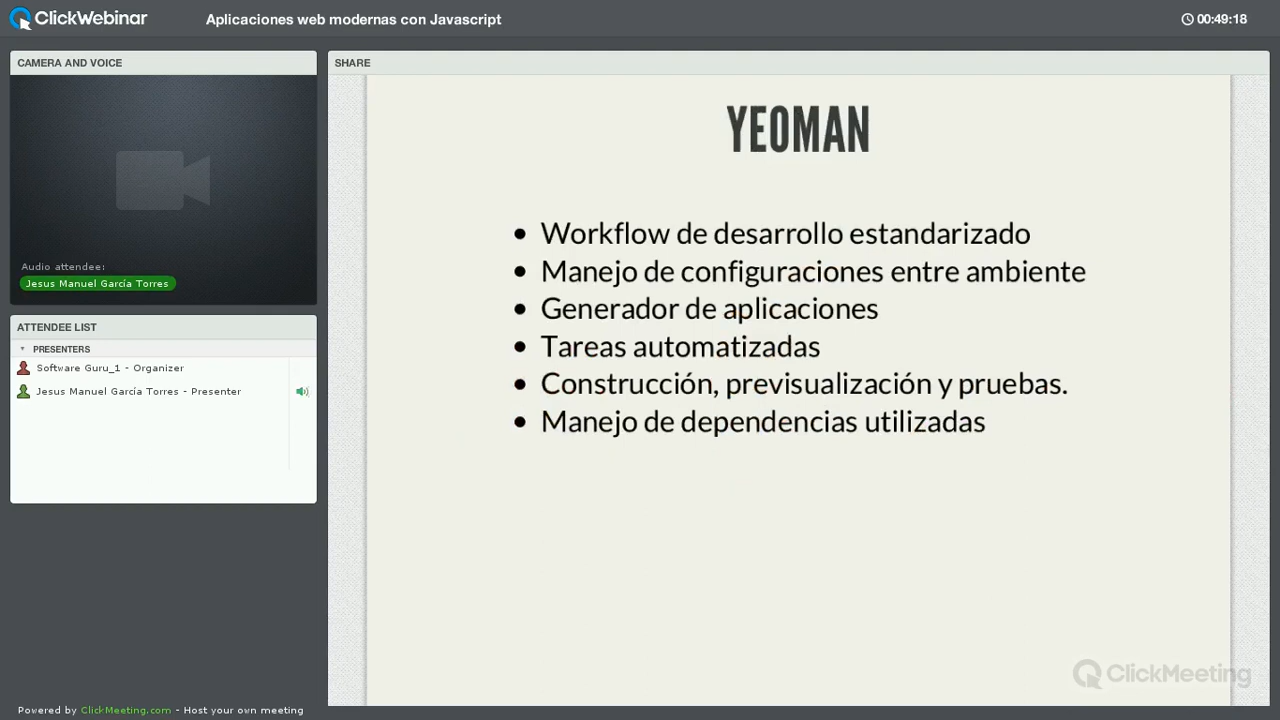 ClickWebinar
Aplicaciones web modernas con Javascript
00:49:18
CAMERA AND VOICE
Audio attendee:
Jesus Manuel García Torres
ATTENDEE LIST
PRESENTERS
Software Guru_1 - Organizer
Jesus Manuel García Torres - Presenter
SHARE
YEOMAN
• Workflow de desarrollo estandarizado
• Manejo de configuraciones entre ambiente
• Generador de aplicaciones
• Tareas automatizadas
• Construcción, previsualización y pruebas.
• Manejo de dependencias utilizadas
ClickMeeting
Powered by ClickMeeting.com - Host your own meeting